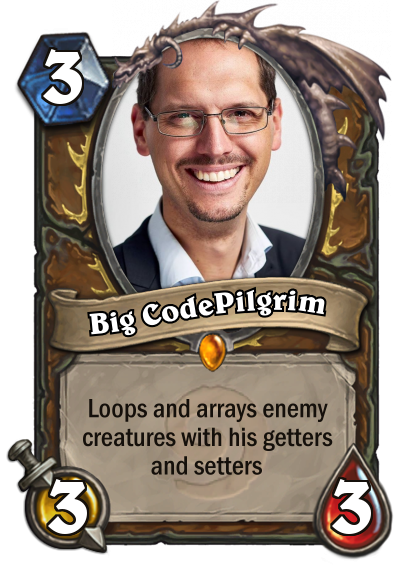 3
Big CodePilgrim
Loops and arrays enemy
creatures with his getters
and setters
3
3